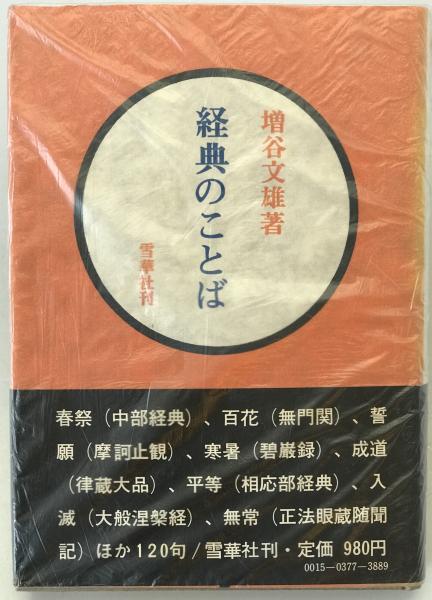 増谷文雄著
経典のことば
雪華社刊
春祭（中部経典）、百花（無門関）、誓
願（摩訶止観）、寒暑（碧巌録）、成道
（律蔵大品）、平等（相応部経典）、入
滅（大般涅槃経）、無常（正法眼蔵随聞
記）ほか120句/雪華社刊・定価 980円
0015—0377—3889